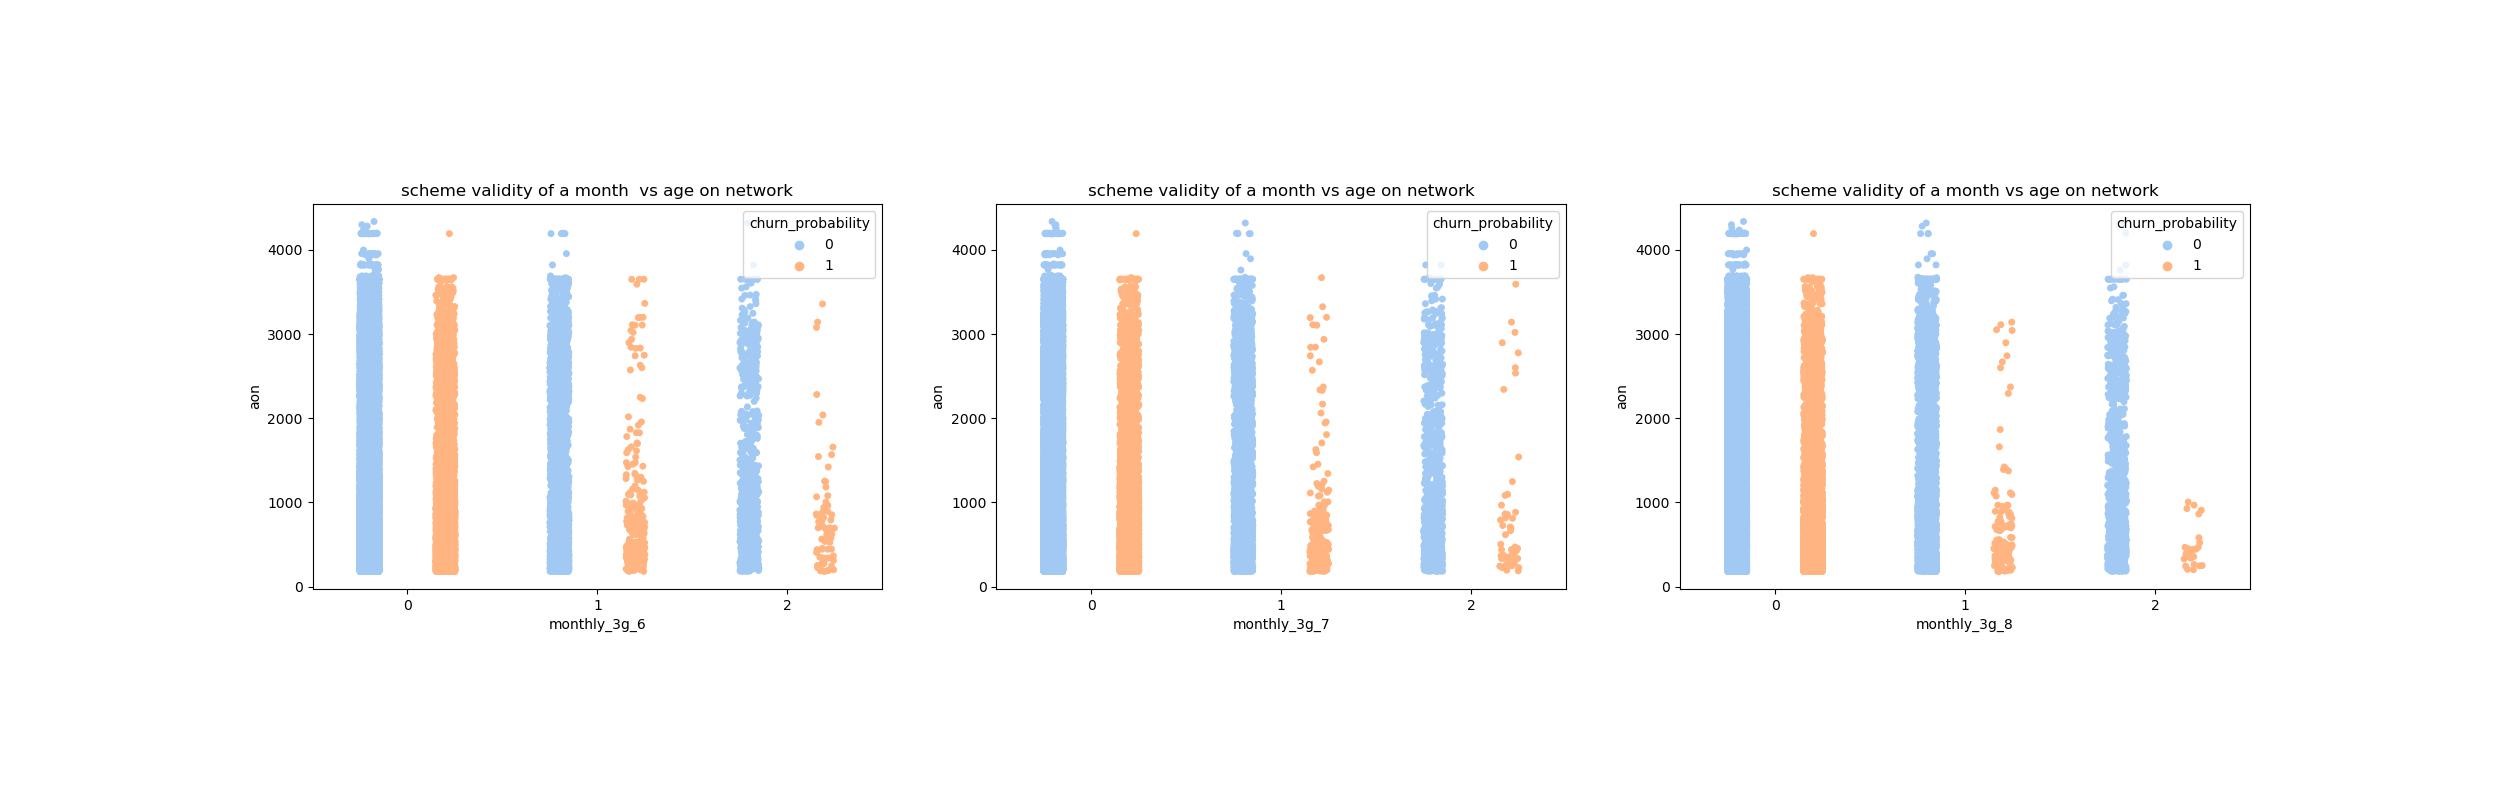 scheme validity of a month  vs age on network
churn_probability
0
1
4000
3000
2000
1000
0
aon
0 1 2
monthly_3g_6
scheme validity of a month vs age on network
churn_probability
0
1
4000
3000
2000
1000
0
aon
0 1 2
monthly_3g_7
scheme validity of a month vs age on network
churn_probability
0
1
4000
3000
2000
1000
0
aon
0 1 2
monthly_3g_8